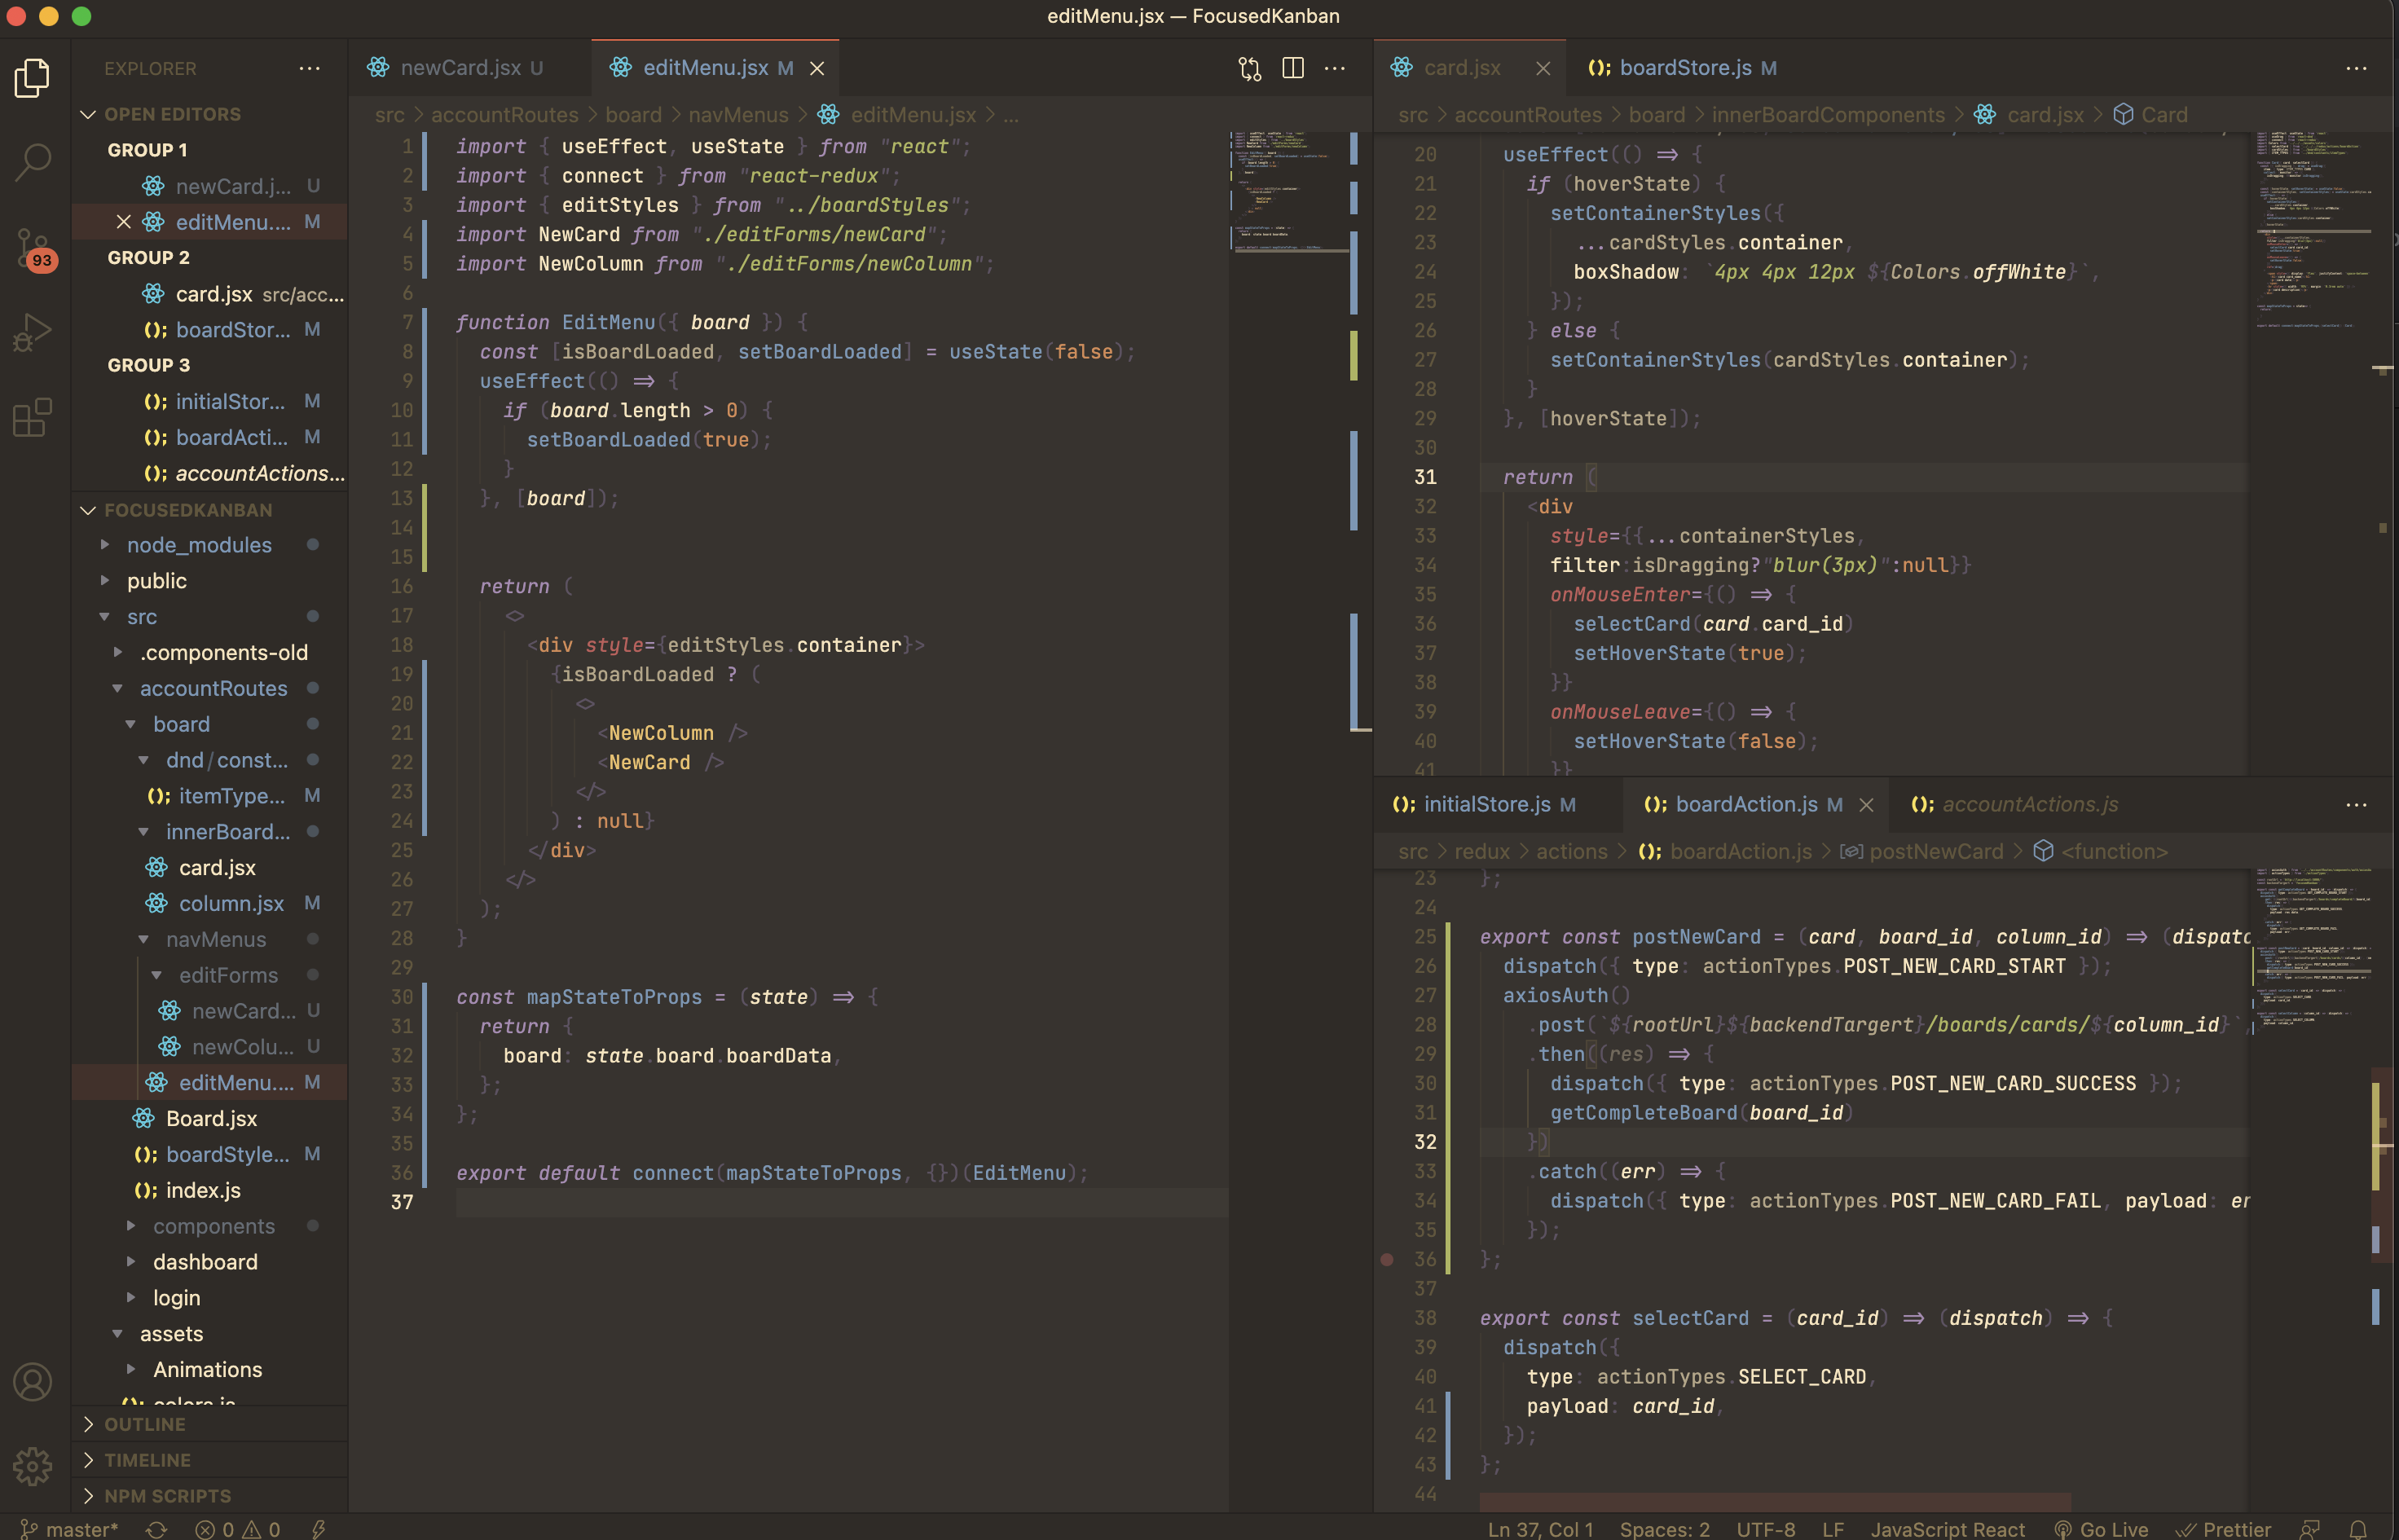 editMenu.jsx — FocusedKanban
EXPLORER
OPEN EDITORS
GROUP 1
newCard.j... U
editMenu.... M
GROUP 2
card.jsx src/acc...
boardStor... M
GROUP 3
initialStor... M
boardActi... M
accountActions...
FOCUSEDKANBAN
node_modules
public
src
.components-old
accountRoutes
board
dnd/const...
itemType... M
innerBoard...
card.jsx
column.jsx M
navMenus
editForms
newCard... U
newColu... U
editMenu.... M
Board.jsx
boardStyle... M
index.js
components
dashboard
login
assets
Animations
colors.js
OUTLINE
TIMELINE
NPM SCRIPTS
93
newCard.jsx U
editMenu.jsx M
src > accountRoutes > board > navMenus > editMenu.jsx > ...
1 import { useEffect, useState } from "react";
2 import { connect } from "react-redux";
3 import { editStyles } from "../boardStyles";
4 import NewCard from "./editForms/newCard";
5 import NewColumn from "./editForms/newColumn";
6
7 function EditMenu({ board }) {
8 const [isBoardLoaded, setBoardLoaded] = useState(false);
9 useEffect(() => {
10 if (board.length > 0) {
11 setBoardLoaded(true);
12 }
13 }, [board]);
14
15
16 return (
17 <>
18 <div style={editStyles.container}>
19 {isBoardLoaded ? (
20 <>
21 <NewColumn />
22 <NewCard />
23 </>
24 ) : null}
25 </div>
26 </>
27 );
28 }
29
30 const mapStateToProps = (state) => {
31 return {
32 board: state.board.boardData,
33 };
34 };
35
36 export default connect(mapStateToProps, {})(EditMenu);
37
card.jsx
boardStore.js M
src > accountRoutes > board > innerBoardComponents > card.jsx > Card
20 useEffect(() => {
21 if (hoverState) {
22 setContainerStyles({
23 ...cardStyles.container,
24 boxShadow: `4px 4px 12px ${Colors.offWhite}`,
25 });
26 } else {
27 setContainerStyles(cardStyles.container);
28 }
29 }, [hoverState]);
30
31 return (
32 <div
33 style={{...containerStyles,
34 filter:isDragging?"blur(3px)":null}}
35 onMouseEnter={() => {
36 selectCard(card.card_id)
37 setHoverState(true);
38 }}
39 onMouseLeave={() => {
40 setHoverState(false);
41 }}
initialStore.js M
boardAction.js M
accountActions.js
src > redux > actions > boardAction.js > postNewCard > <function>
23 };
24
25 export const postNewCard = (card, board_id, column_id) => (dispatc
26 dispatch({ type: actionTypes.POST_NEW_CARD_START });
27 axiosAuth()
28 .post(`${rootUrl}${backendTargert}/boards/cards/${column_id}`,
29 .then((res) => {
30 dispatch({ type: actionTypes.POST_NEW_CARD_SUCCESS });
31 getCompleteBoard(board_id)
32 })
33 .catch((err) => {
34 dispatch({ type: actionTypes.POST_NEW_CARD_FAIL, payload: er
35 });
36 };
37
38 export const selectCard = (card_id) => (dispatch) => {
39 dispatch({
40 type: actionTypes.SELECT_CARD,
41 payload: card_id,
42 });
43 };
44
master* 0 0
Ln 37, Col 1 Spaces: 2 UTF-8 LF JavaScript React Go Live Prettier